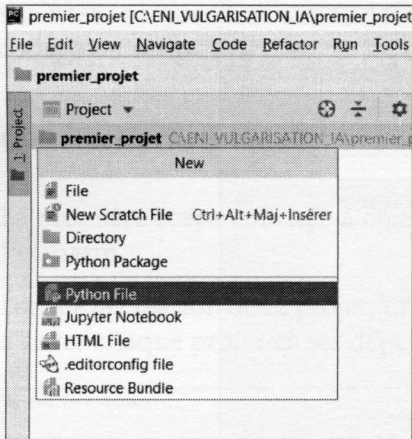 PC premier_projet [C:\ENI_VULGARISATION_IA\premier_projet
File Edit View Navigate Code Refactor Run Tools
premier_projet
1: Project
Project
premier_projet C:\ENI_VULGARISATION_IA\premier_p
New
File
New Scratch File Ctrl+Alt+Maj+Insérer
Directory
Python Package
Python File
Jupyter Notebook
HTML File
.editorconfig file
Resource Bundle